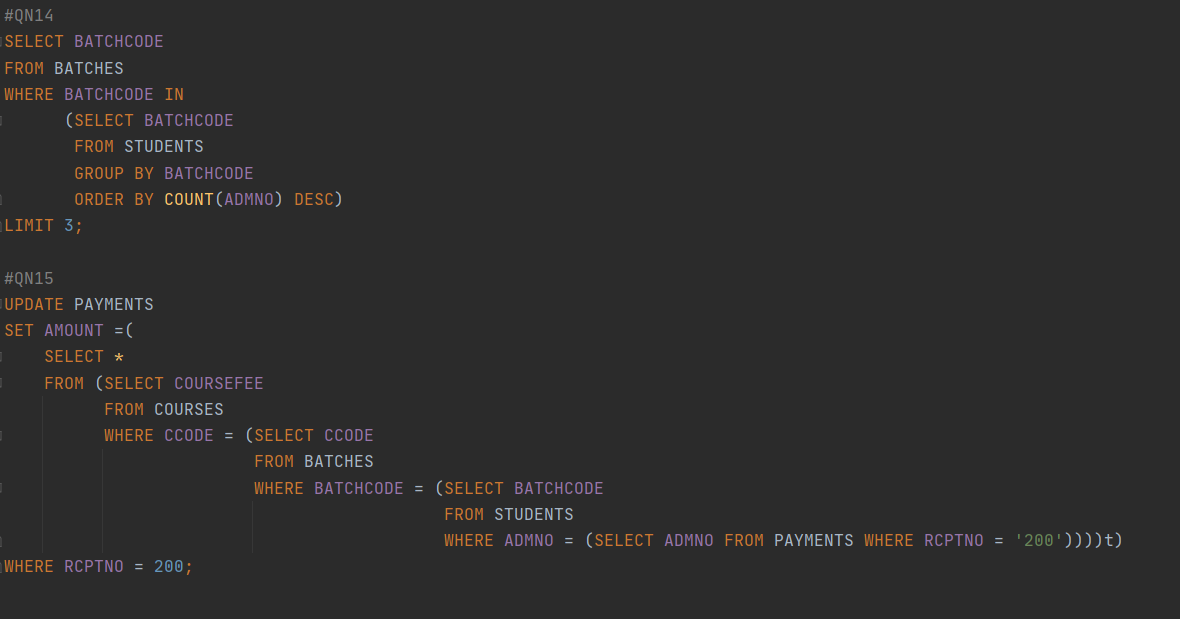 #QN14
SELECT BATCHCODE
FROM BATCHES
WHERE BATCHCODE IN
(SELECT BATCHCODE
FROM STUDENTS
GROUP BY BATCHCODE
ORDER BY COUNT(ADMNO) DESC)
LIMIT 3;
#QN15
UPDATE PAYMENTS
SET AMOUNT =(
SELECT *
FROM (SELECT COURSEFEE
FROM COURSES
WHERE CCODE = (SELECT CCODE
FROM BATCHES
WHERE BATCHCODE = (SELECT BATCHCODE
FROM STUDENTS
WHERE ADMNO = (SELECT ADMNO FROM PAYMENTS WHERE RCPTNO = '200'))))t)
WHERE RCPTNO = 200;